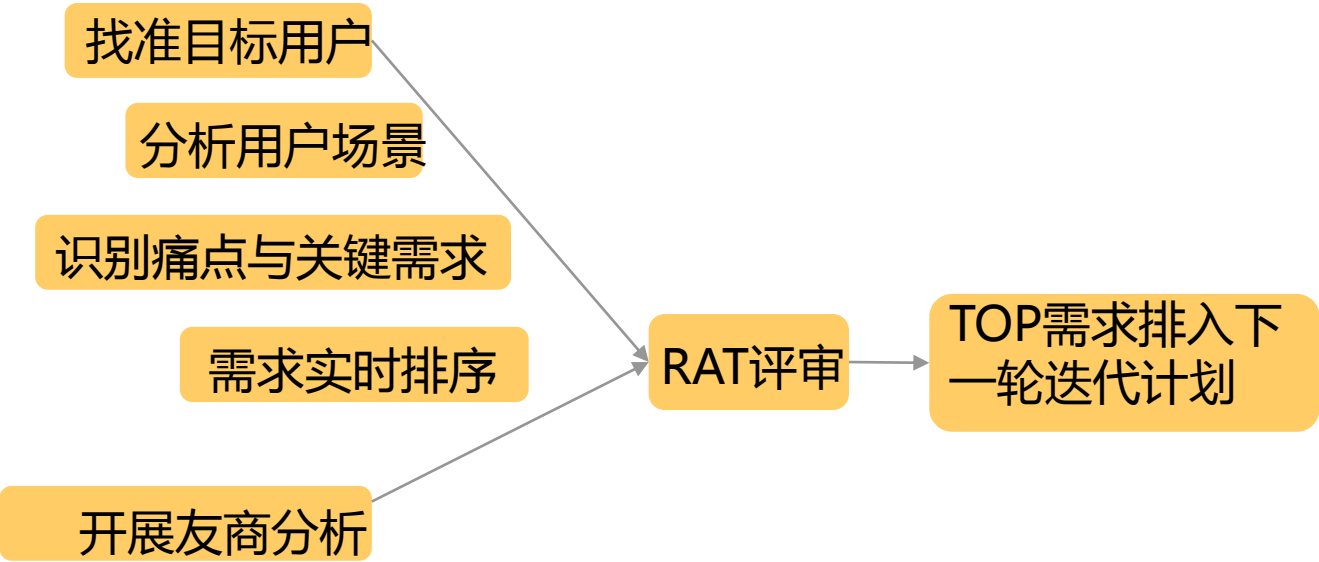 找准目标用户
分析用户场景
识别痛点与关键需求
需求实时排序
开展友商分析
RAT评审
TOP需求排入下
一轮迭代计划